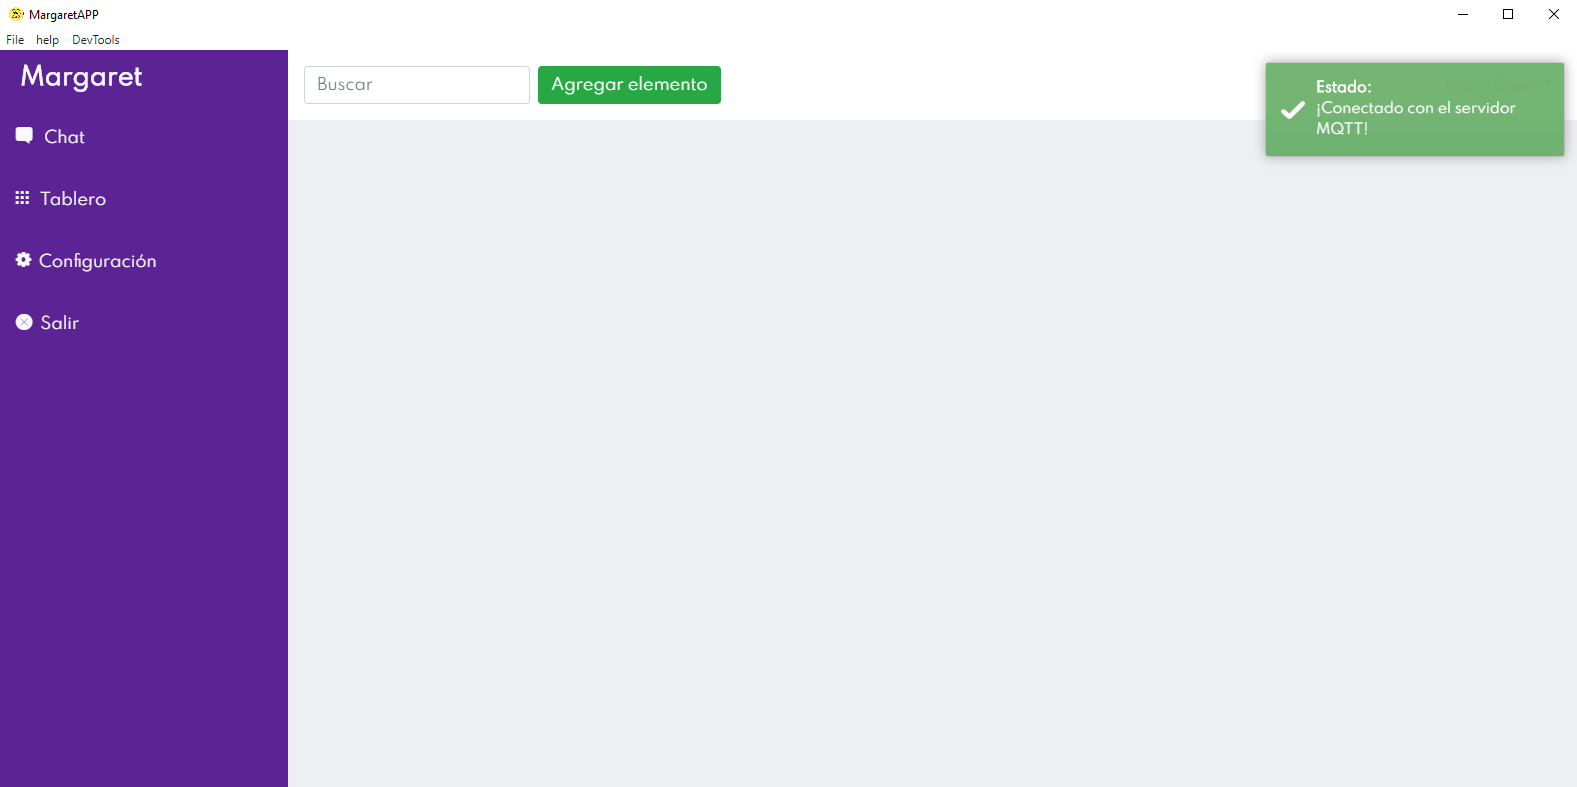 MargaretAPP
File help DevTools
Margaret
Chat
Tablero
Configuración
Salir
Buscar
Agregar elemento
Estado:
¡Conectado con el servidor
MQTT!